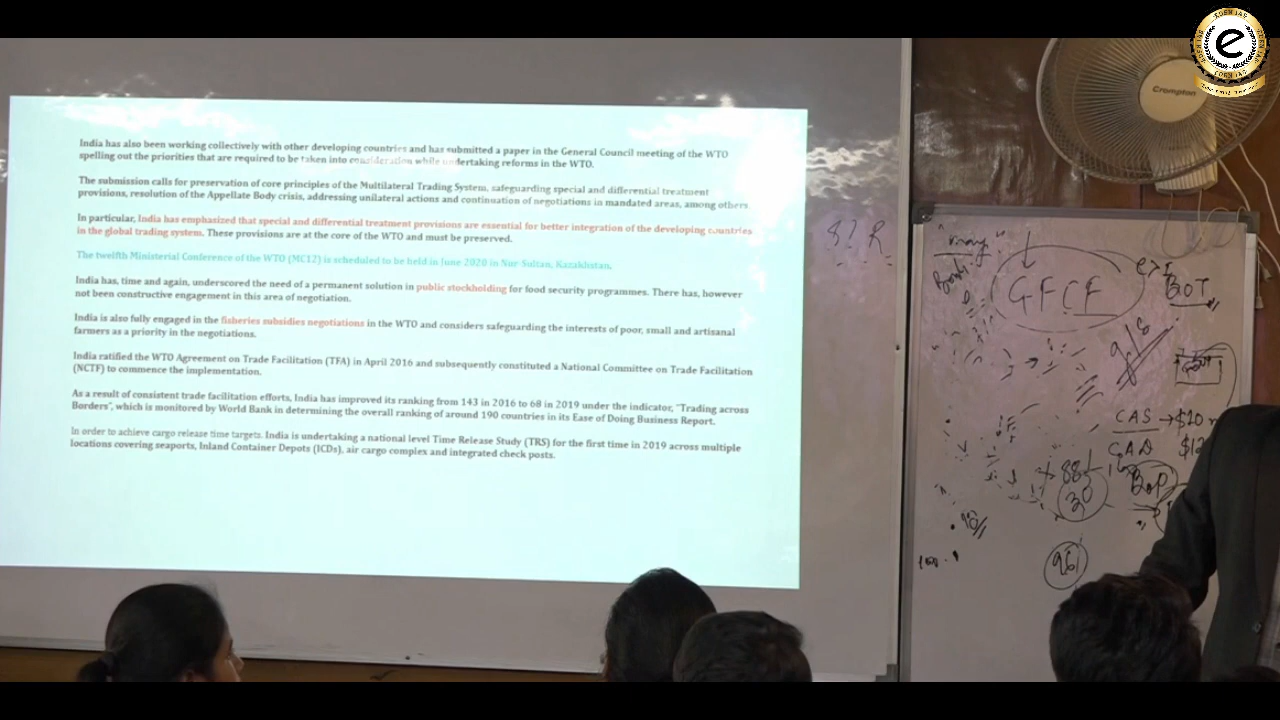 India has also been working collectively with other developing countries and has submitted a paper in the General Council meeting of the WTO
spelling out the priorities that are required to be taken into consideration while undertaking reforms in the WTO.
The submission calls for preservation of core principles of the Multilateral Trading System, safeguarding special and differential treatment
provisions, resolution of the Appellate Body crisis, addressing unilateral actions and continuation of negotiations in mandated areas, among others.
In particular, India has emphasized that special and differential treatment provisions are essential for better integration of the developing countries
in the global trading system. These provisions are at the core of the WTO and must be preserved.
The twelfth Ministerial Conference of the WTO (MC12) is scheduled to be held in June 2020 in Nur-Sultan, Kazakhstan.
India has, time and again, underscored the need of a permanent solution in public stockholding for food security programmes. There has, however
not been constructive engagement in this area of negotiation.
India is also fully engaged in the fisheries subsidies negotiations in the WTO and considers safeguarding the interests of poor, small and artisanal
farmers as a priority in the negotiations.
India ratified the WTO Agreement on Trade Facilitation (TFA) in April 2016 and subsequently constituted a National Committee on Trade Facilitation
(NCTF) to commence the implementation.
As a result of consistent trade facilitation efforts, India has improved its ranking from 143 in 2016 to 68 in 2019 under the indicator, "Trading across
Borders", which is monitored by World Bank in determining the overall ranking of around 190 countries in its Ease of Doing Business Report.
In order to achieve cargo release time targets. India is undertaking a national level Time Release Study (TRS) for the first time in 2019 across multiple
locations covering seaports, Inland Container Depots (ICDs), air cargo complex and integrated check posts.
Crompton
e
GFCF
BOT
CAS → $20
CAD
BoP
30